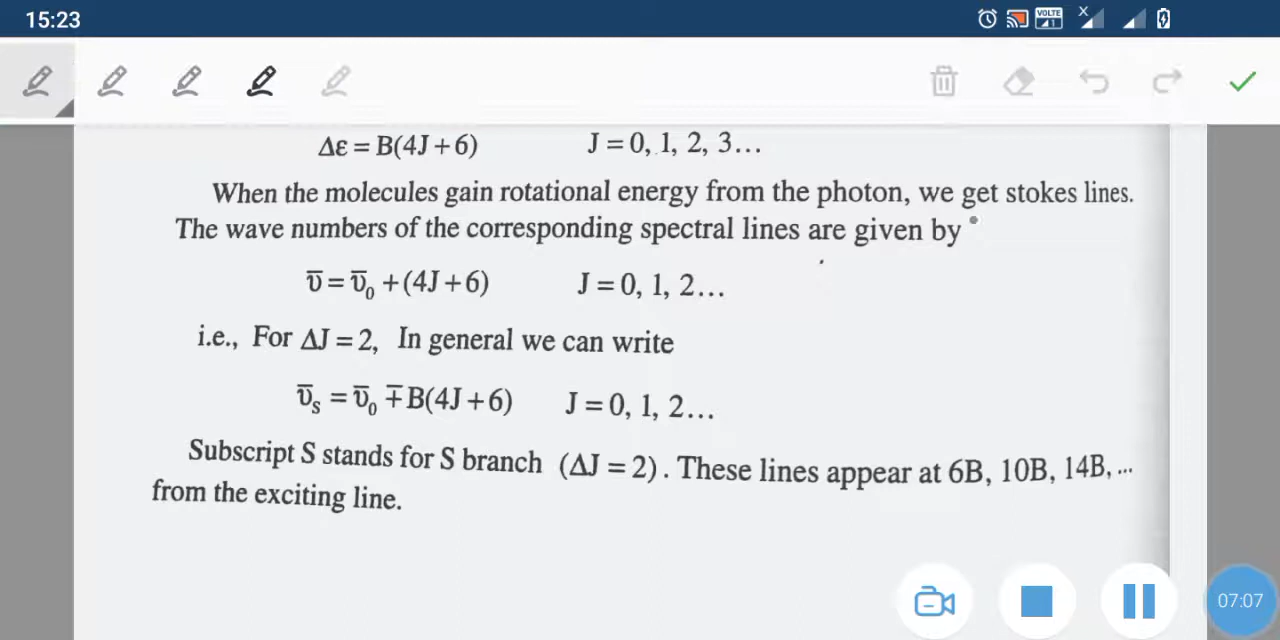 15:23
VOLTE 1 X
Δε = B(4J + 6) J = 0, 1, 2, 3...
When the molecules gain rotational energy from the photon, we get stokes lines.
The wave numbers of the corresponding spectral lines are given by
ῡ = ῡ₀ + (4J + 6) J = 0, 1, 2...
i.e., For ΔJ = 2, In general we can write
ῡₛ = ῡ₀ ∓ B(4J + 6) J = 0, 1, 2...
Subscript S stands for S branch (ΔJ = 2). These lines appear at 6B, 10B, 14B, ...
from the exciting line.
07:07